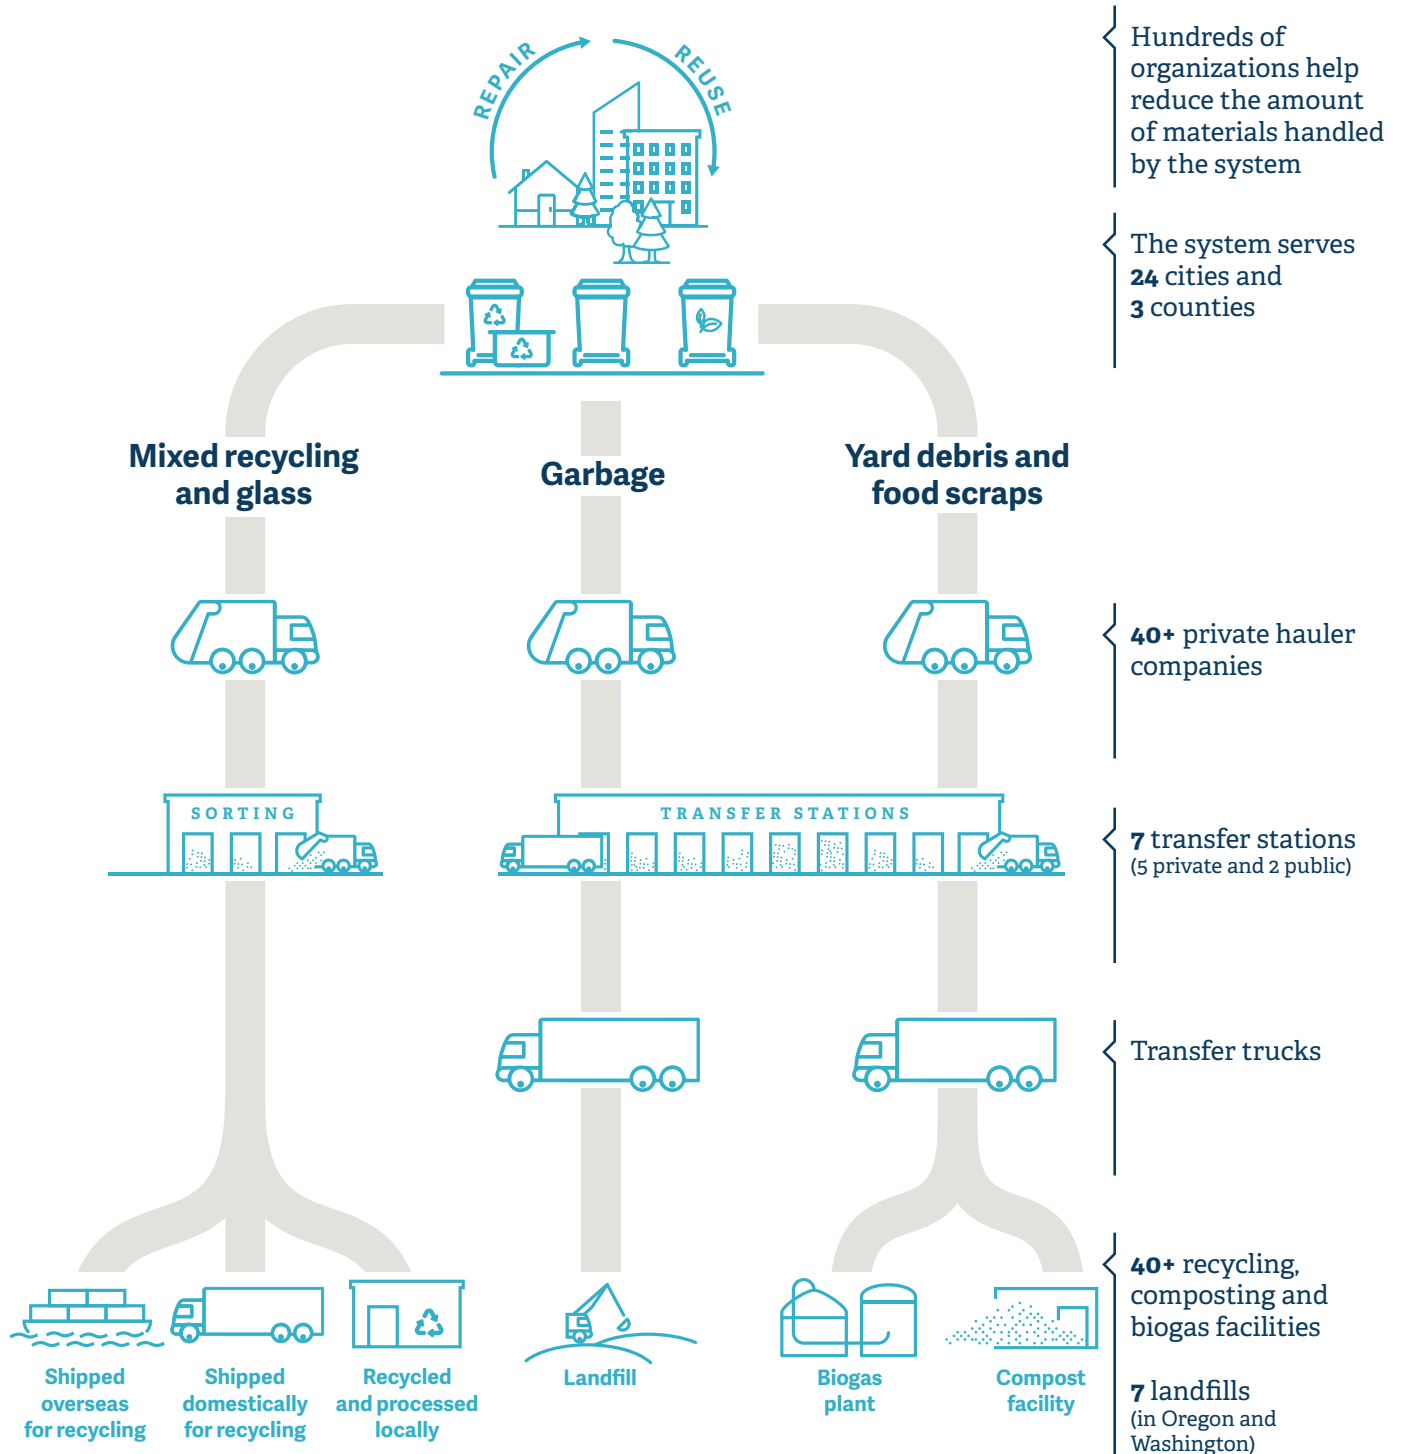 REPAIR
REUSE
Hundreds of
organizations help
reduce the amount
of materials handled
by the system
The system serves
24 cities and
3 counties
Mixed recycling
and glass
Garbage
Yard debris and
food scraps
40+ private hauler
companies
SORTING
TRANSFER STATIONS
7 transfer stations
(5 private and 2 public)
Transfer trucks
40+ recycling,
composting and
biogas facilities
7 landfills
(in Oregon and
Washington)
Shipped
overseas
for recycling
Shipped
domestically
for recycling
Recycled
and processed
locally
Landfill
Biogas
plant
Compost
facility